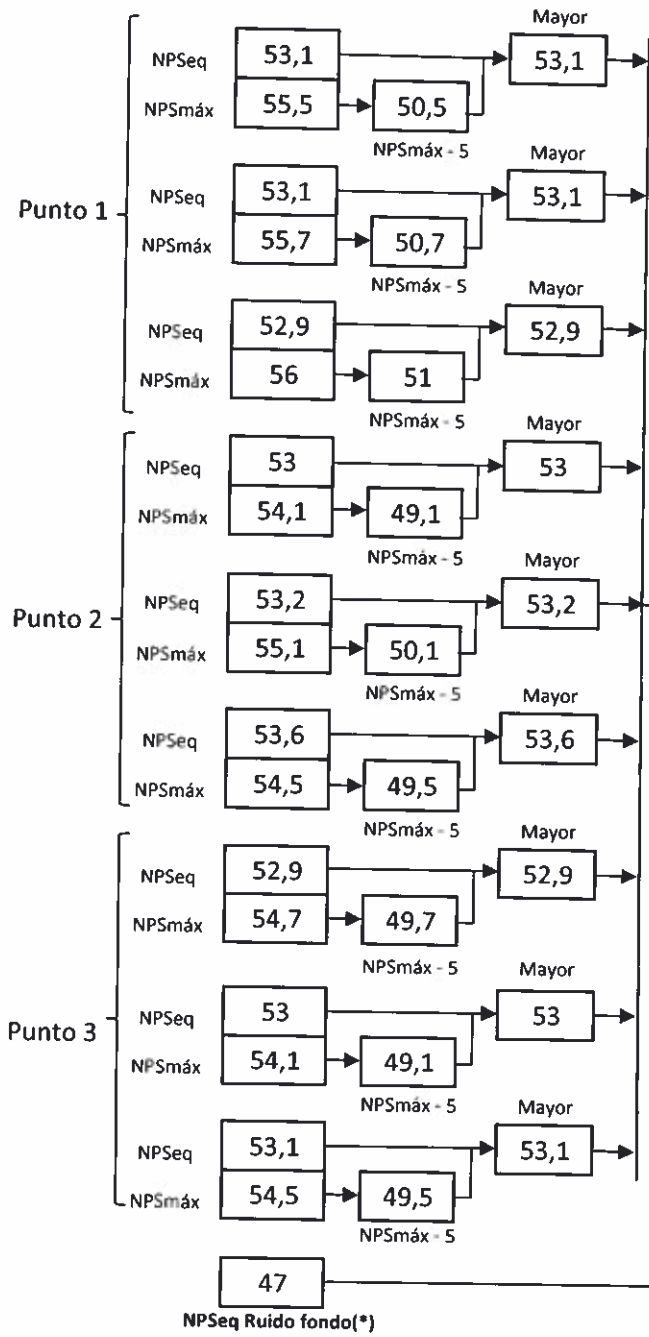 Mayor
NPSeq 53,1 53,1
NPSmáx 55,5 50,5
NPSmáx - 5
Mayor
Punto 1
NPSeq 53,1 53,1
NPSmáx 55,7 50,7
NPSmáx - 5
Mayor
NPSeq 52,9 52,9
NPSmáx 56 51
NPSmáx - 5
Mayor
NPSeq 53 53
NPSmáx 54,1 49,1
NPSmáx - 5
Mayor
Punto 2
NPSeq 53,2 53,2
NPSmáx 55,1 50,1
NPSmáx - 5
Mayor
NPSeq 53,6 53,6
NPSmáx 54,5 49,5
NPSmáx - 5
Mayor
NPSeq 52,9 52,9
NPSmáx 54,7 49,7
NPSmáx - 5
Mayor
Punto 3
NPSeq 53 53
NPSmáx 54,1 49,1
NPSmáx - 5
Mayor
NPSeq 53,1 53,1
NPSmáx 54,5 49,5
NPSmáx - 5
47
NPSeq Ruido fondo(*)